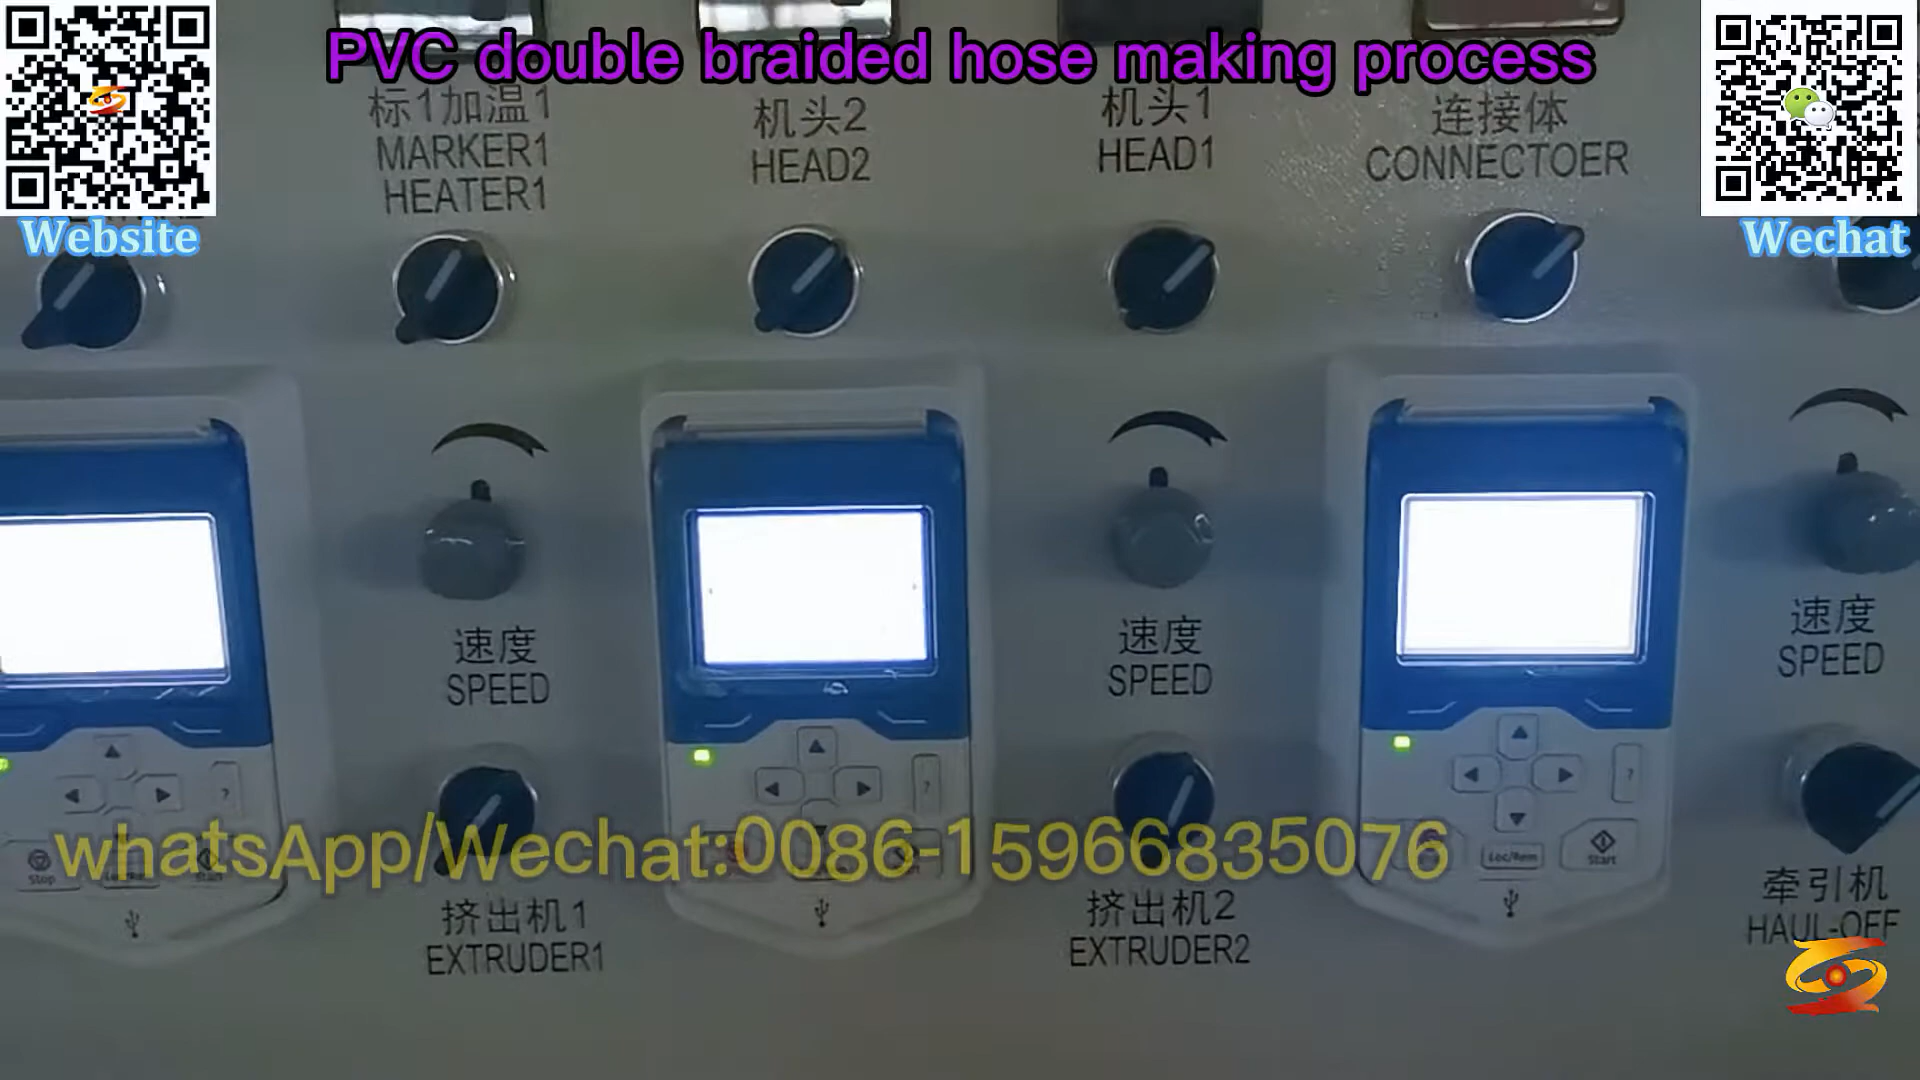 PVC double braided hose making process
Website
Wechat
标1加温1
MARKER1
HEATER1
机头2
HEAD2
机头1
HEAD1
连接体
CONNECTOER
速度
SPEED
速度
SPEED
速度
SPEED
?
?
?
Stop
Start
Loc/Rem
Start
whatsApp/Wechat:0086-15966835076
挤出机1
EXTRUDER1
挤出机2
EXTRUDER2
牵引机
HAUL-OFF